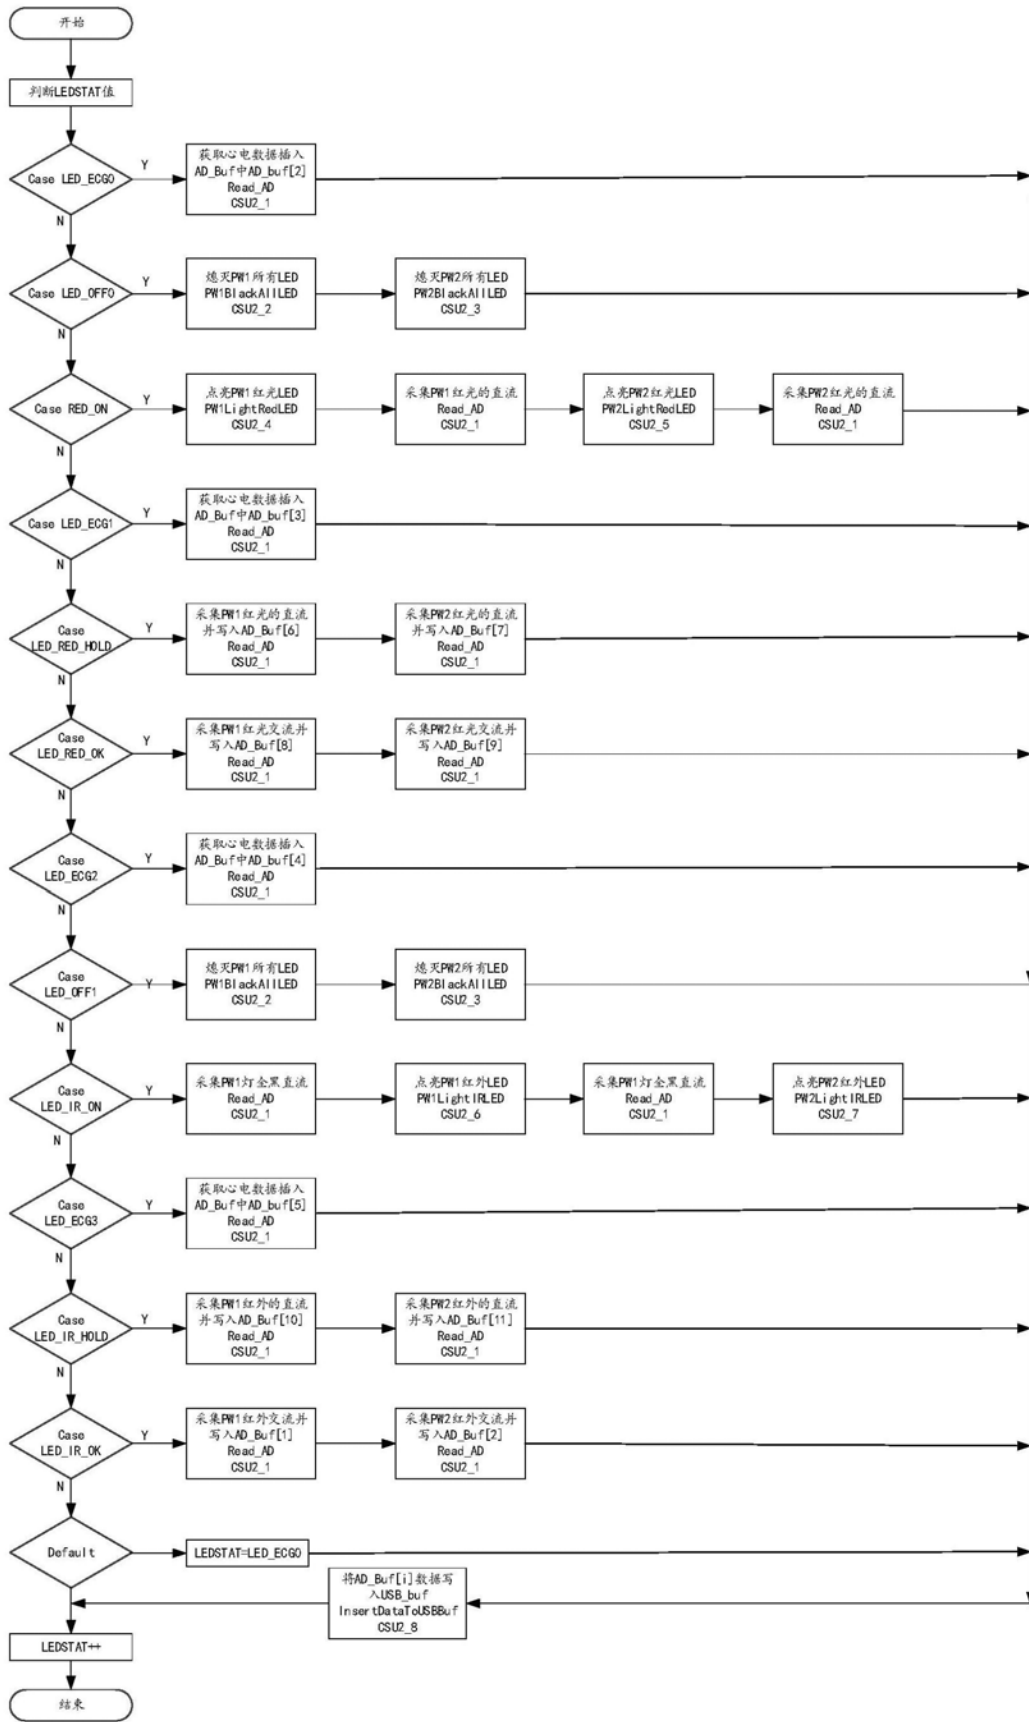 开始
判断LEDSTAT值
Case LED_ECG0
Y
获取心电数据插入
AD_Buf中AD_buf[2]
Read_AD
CSU2_1
N
Case LED_OFF0
Y
熄灭PW1所有LED
PW1BlackAllLED
CSU2_2
熄灭PW2所有LED
PW2BlackAllLED
CSU2_3
N
Case RED_ON
Y
点亮PW1红光LED
PW1LightRedLED
CSU2_4
采集PW1红光的直流
Read_AD
CSU2_1
点亮PW2红光LED
PW2LightRedLED
CSU2_5
采集PW2红光的直流
Read_AD
CSU2_1
N
Case LED_ECG1
Y
获取心电数据插入
AD_Buf中AD_buf[3]
Read_AD
CSU2_1
N
Case
LED_RED_HOLD
Y
采集PW1红光的直流
并写入AD_Buf[6]
Read_AD
CSU2_1
采集PW2红光的直流
并写入AD_Buf[7]
Read_AD
CSU2_1
N
Case
LED_RED_OK
Y
采集PW1红光交流并
写入AD_Buf[8]
Read_AD
CSU2_1
采集PW2红光交流并
写入AD_Buf[9]
Read_AD
CSU2_1
N
Case
LED_ECG2
Y
获取心电数据插入
AD_Buf中AD_buf[4]
Read_AD
CSU2_1
N
Case
LED_OFF1
Y
熄灭PW1所有LED
PW1BlackAllLED
CSU2_2
熄灭PW2所有LED
PW2BlackAllLED
CSU2_3
N
Case
LED_IR_ON
Y
采集PW1灯全黑直流
Read_AD
CSU2_1
点亮PW1红外LED
PW1LightIRLED
CSU2_6
采集PW1灯全黑直流
Read_AD
CSU2_1
点亮PW2红外LED
PW2LightIRLED
CSU2_7
N
Case
LED_ECG3
Y
获取心电数据插入
AD_Buf中AD_buf[5]
Read_AD
CSU2_1
N
Case
LED_IR_HOLD
Y
采集PW1红外的直流
并写入AD_Buf[10]
Read_AD
CSU2_1
采集PW2红外的直流
并写入AD_Buf[11]
Read_AD
CSU2_1
N
Case
LED_IR_OK
Y
采集PW1红外交流并
写入AD_Buf[1]
Read_AD
CSU2_1
采集PW2红外交流并
写入AD_Buf[2]
Read_AD
CSU2_1
N
Default
LEDSTAT=LED_ECG0
将AD_Buf[i]数据写
入USB_buf
InsertDataToUSBBuf
CSU2_8
LEDSTAT++
结束